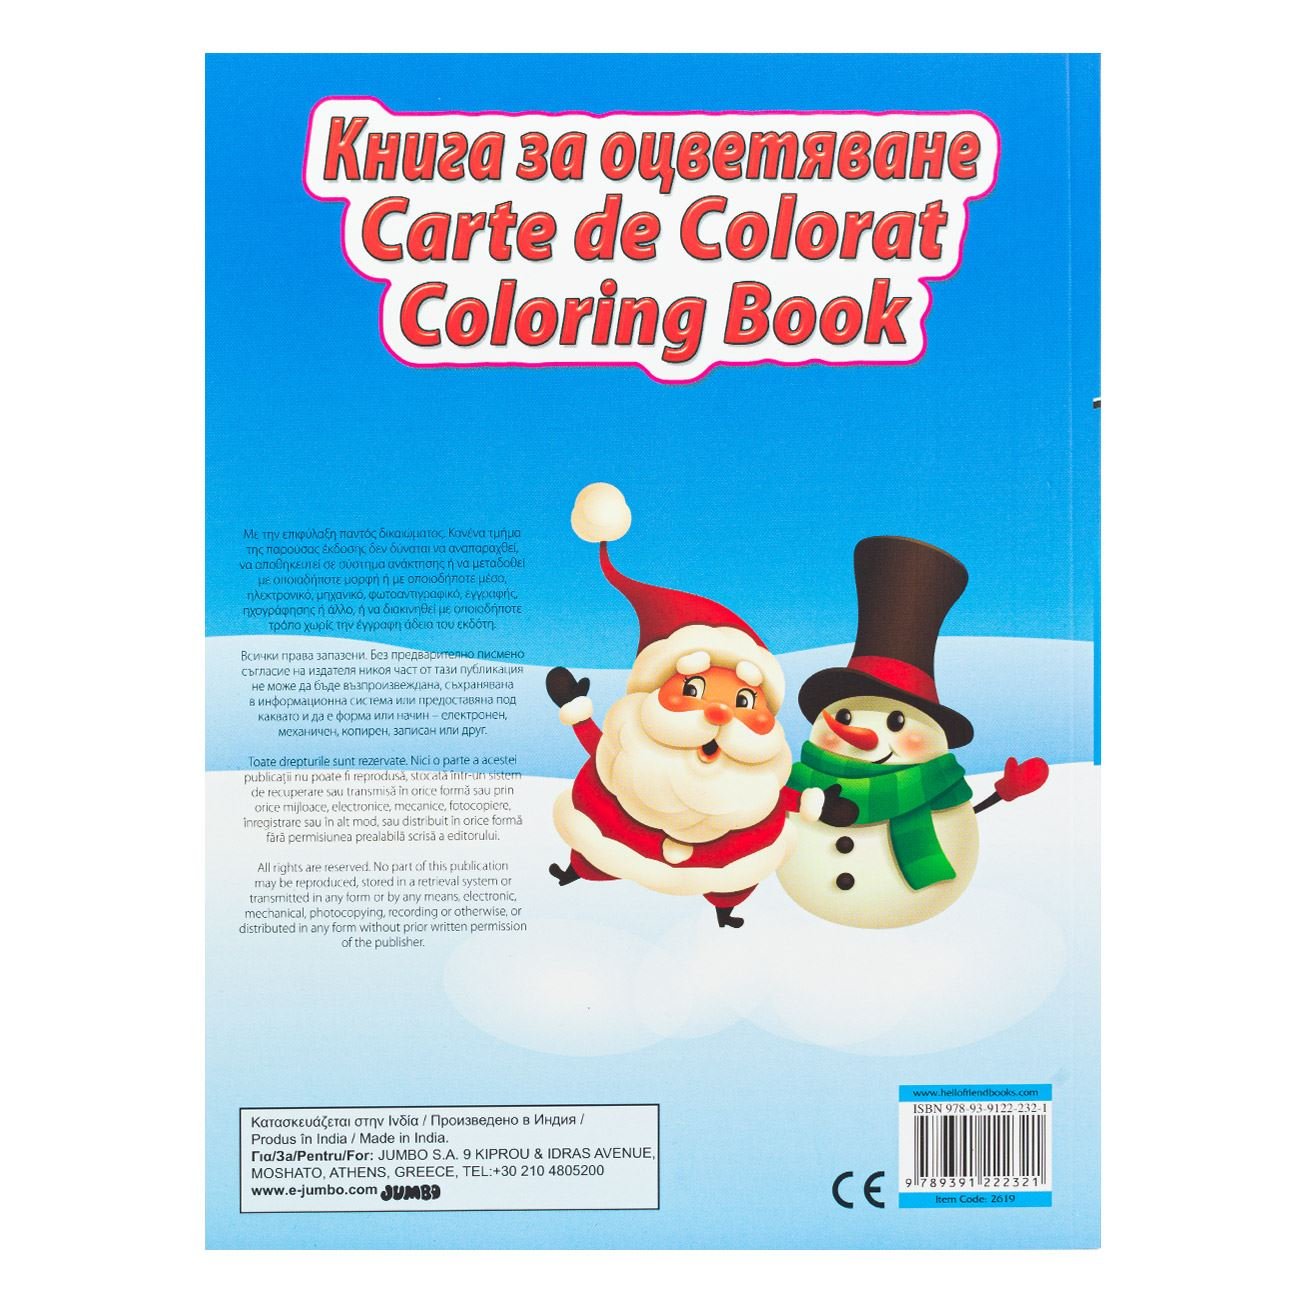 Книга за оцветяване
Carte de Colorat
Coloring Book
Με την επιφύλαξη παντός δικαιώματος. Κανένα τμήμα
της παρούσας έκδοσης δεν δύναται να αναπαραχθεί,
να αποθηκευτεί σε σύστημα ανάκτησης ή να μεταδοθεί
με οποιαδήποτε μορφή ή με οποιοδήποτε μέσο,
ηλεκτρονικό, μηχανικό, φωτοαντιγραφικό, έγγραφής,
ηχογράφησης ή άλλο, ή να διακινηθεί με οποιοδήποτε
τρόπο χωρίς την έγγραφη άδεια του εκδότη.
Всички права запазени. Без предварително писмено
съгласие на издателя никоя част от тази публикация
не може да бъде възпроизвеждана, съхранявана
в информационна система или предоставяна под
каквато и да е форма или начин – електронен,
механичен, копирен, записан или друг.
Toate drepturile sunt rezervate. Nici o parte a acestei
publicații nu poate fi reprodusă, stocată într-un sistem
de recuperare sau transmisă în orice formă sau prin
orice mijloace, electronice, mecanice, fotocopiere,
înregistrare sau în alt mod, sau distribuit în orice formă
fără permisiunea prealabilă scrisă a editorului.
All rights are reserved. No part of this publication
may be reproduced, stored in a retrieval system or
transmitted in any form or by any means, electronic,
mechanical, photocopying, recording or otherwise, or
distributed in any form without prior written permission
of the publisher.
Κατασκευάζεται στην Ινδία / Произведено в Индия /
Produs în India / Made in India.
Για/За/Pentru/For: JUMBO S.A. 9 KIPROU & IDRAS AVENUE,
MOSHATO, ATHENS, GREECE, TEL:+30 210 4805200
www.e-jumbo.com JUMBO
CE
www.hellofriendbooks.com
ISBN 978-93-9122-232-1
9 789391 222321
Item Code: 2619